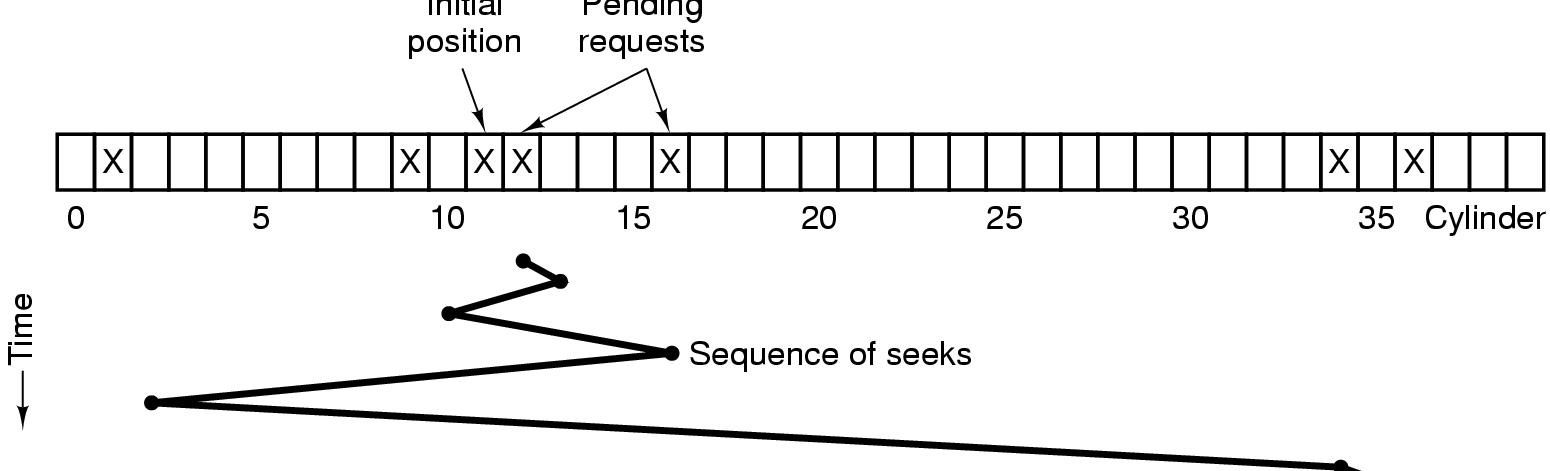 Initial
position
Pending
requests
X X X X X X X
0 5 10 15 20 25 30 35 Cylinder
Time
Sequence of seeks